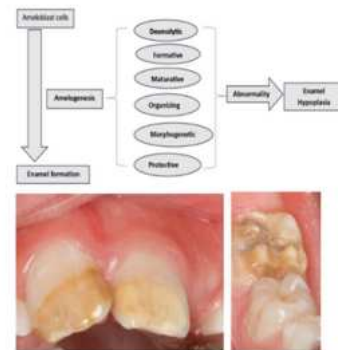 Ameloblast cells
Desmolytic
Formative
Maturative
Amelogenesis
Organizing
Abnormality
Enamel
Hypoplasia
Morphogenetic
Protective
Enamel formation